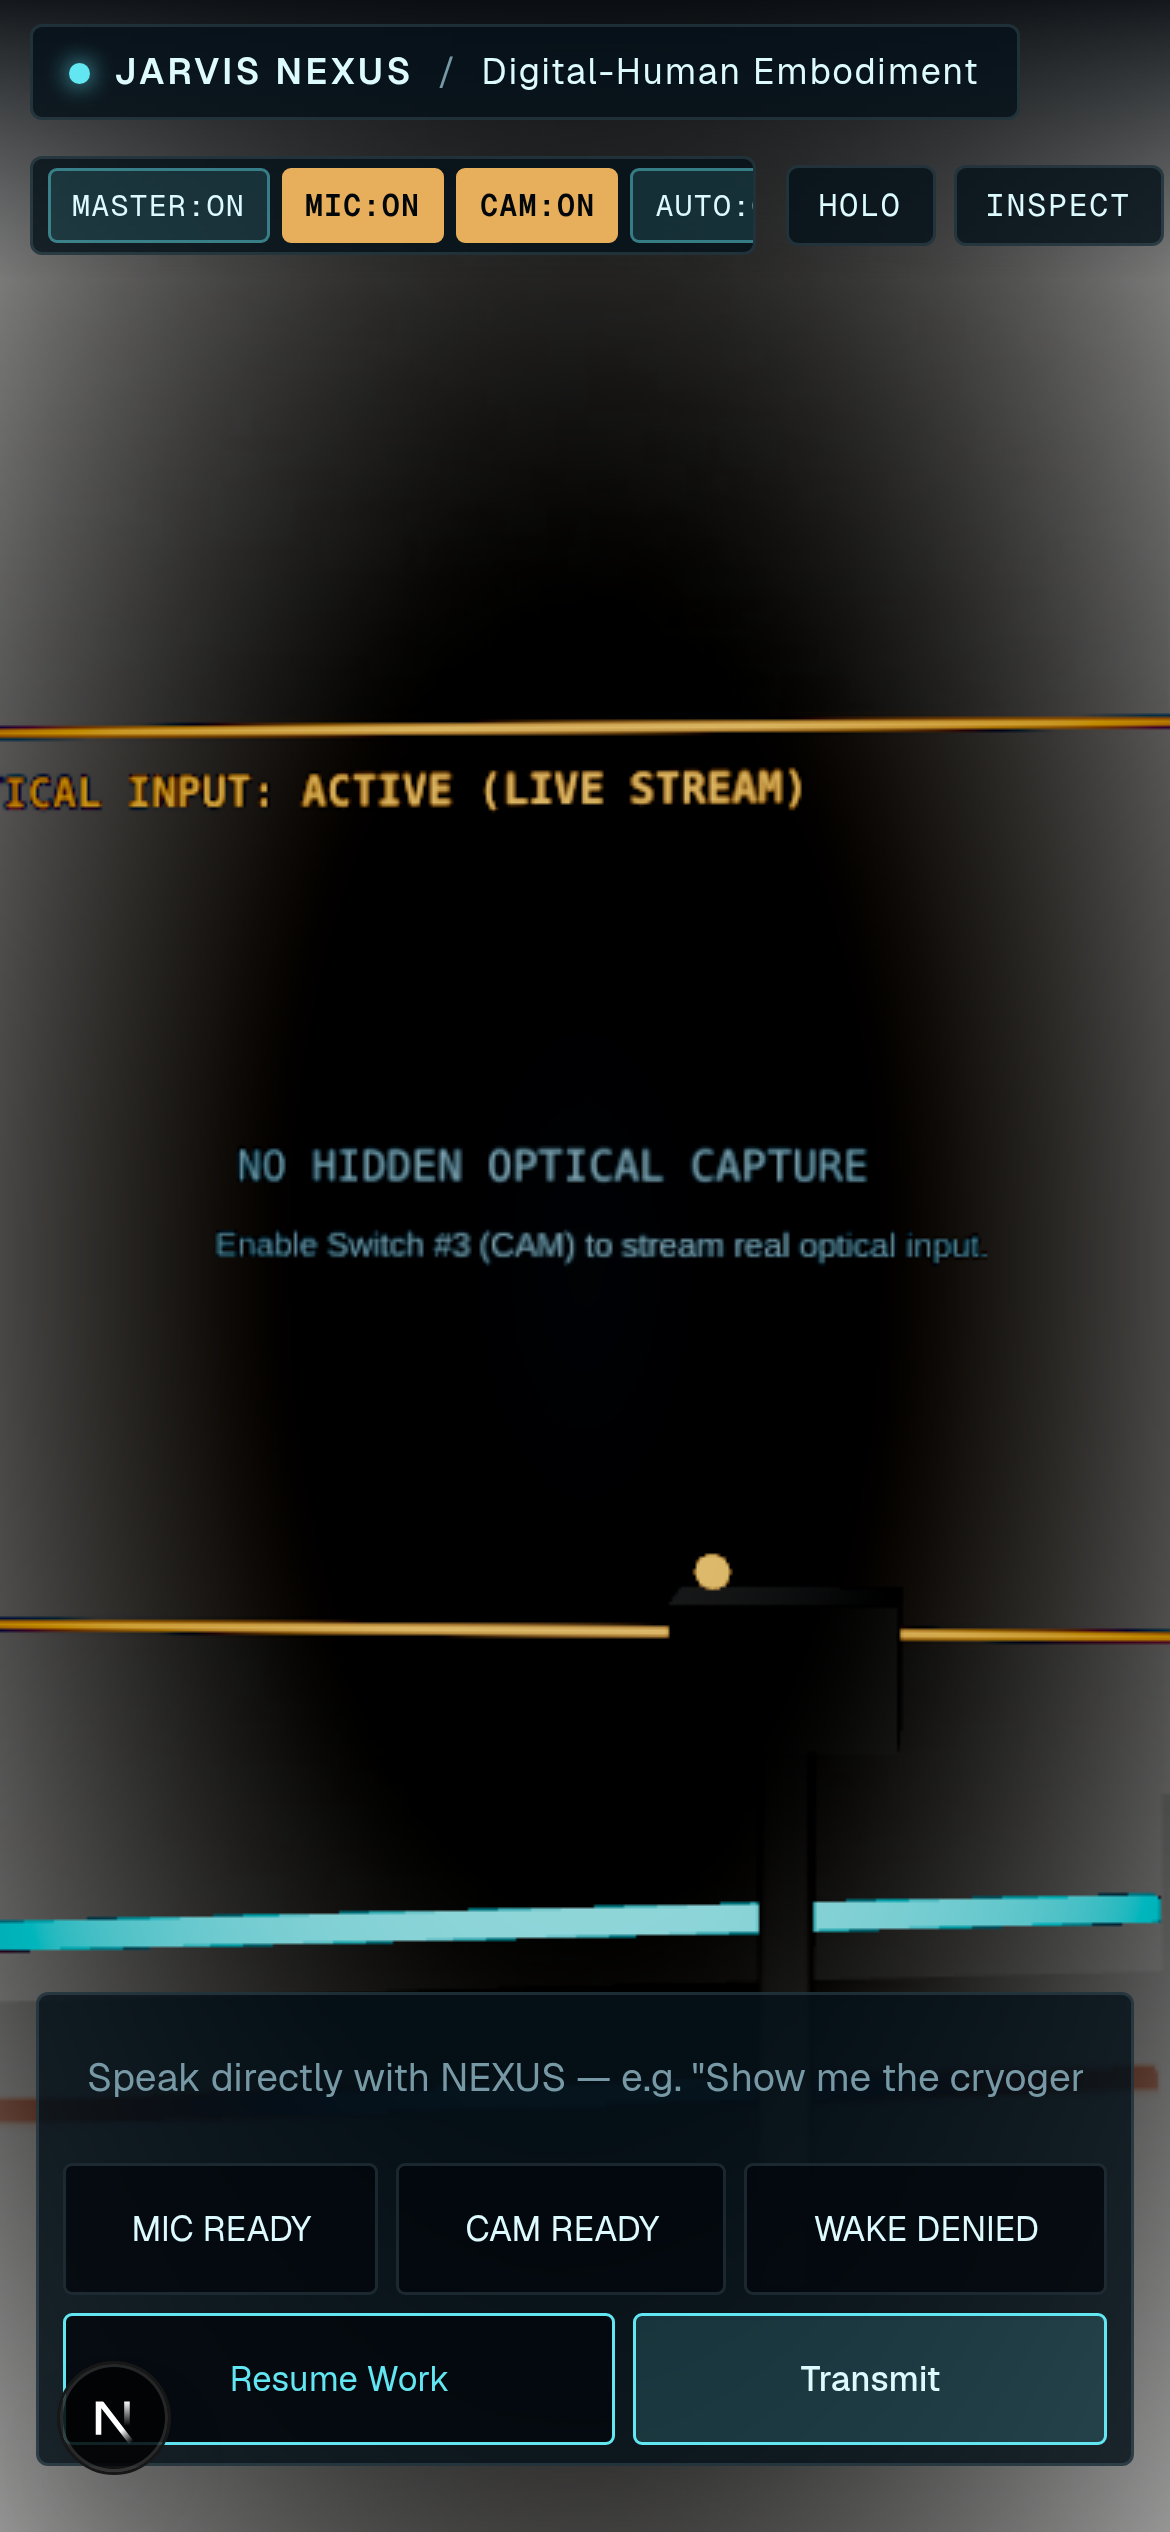 JARVIS NEXUS / Digital-Human Embodiment
MASTER:ON MIC:ON CAM:ON AUTO: HOLO INSPECT
ICAL INPUT: ACTIVE (LIVE STREAM)
NO HIDDEN OPTICAL CAPTURE
Enable Switch #3 (CAM) to stream real optical input.
Speak directly with NEXUS — e.g. "Show me the cryoger
MIC READY CAM READY WAKE DENIED
Resume Work Transmit
N